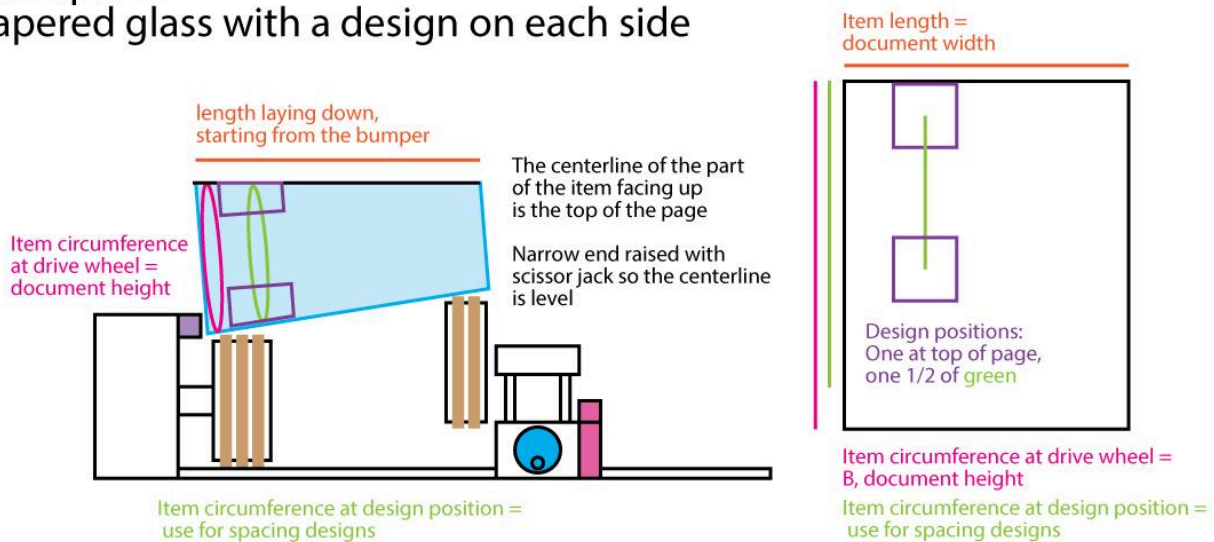 apered glass with a design on each side
length laying down,
starting from the bumper
The centerline of the part
of the item facing up
is the top of the page
Narrow end raised with
scissor jack so the centerline
is level
Item circumference
at drive wheel =
document height
Item circumference at design position =
use for spacing designs
Item length =
document width
Design positions:
One at top of page,
one 1/2 of green
Item circumference at drive wheel =
B, document height
Item circumference at design position =
use for spacing designs